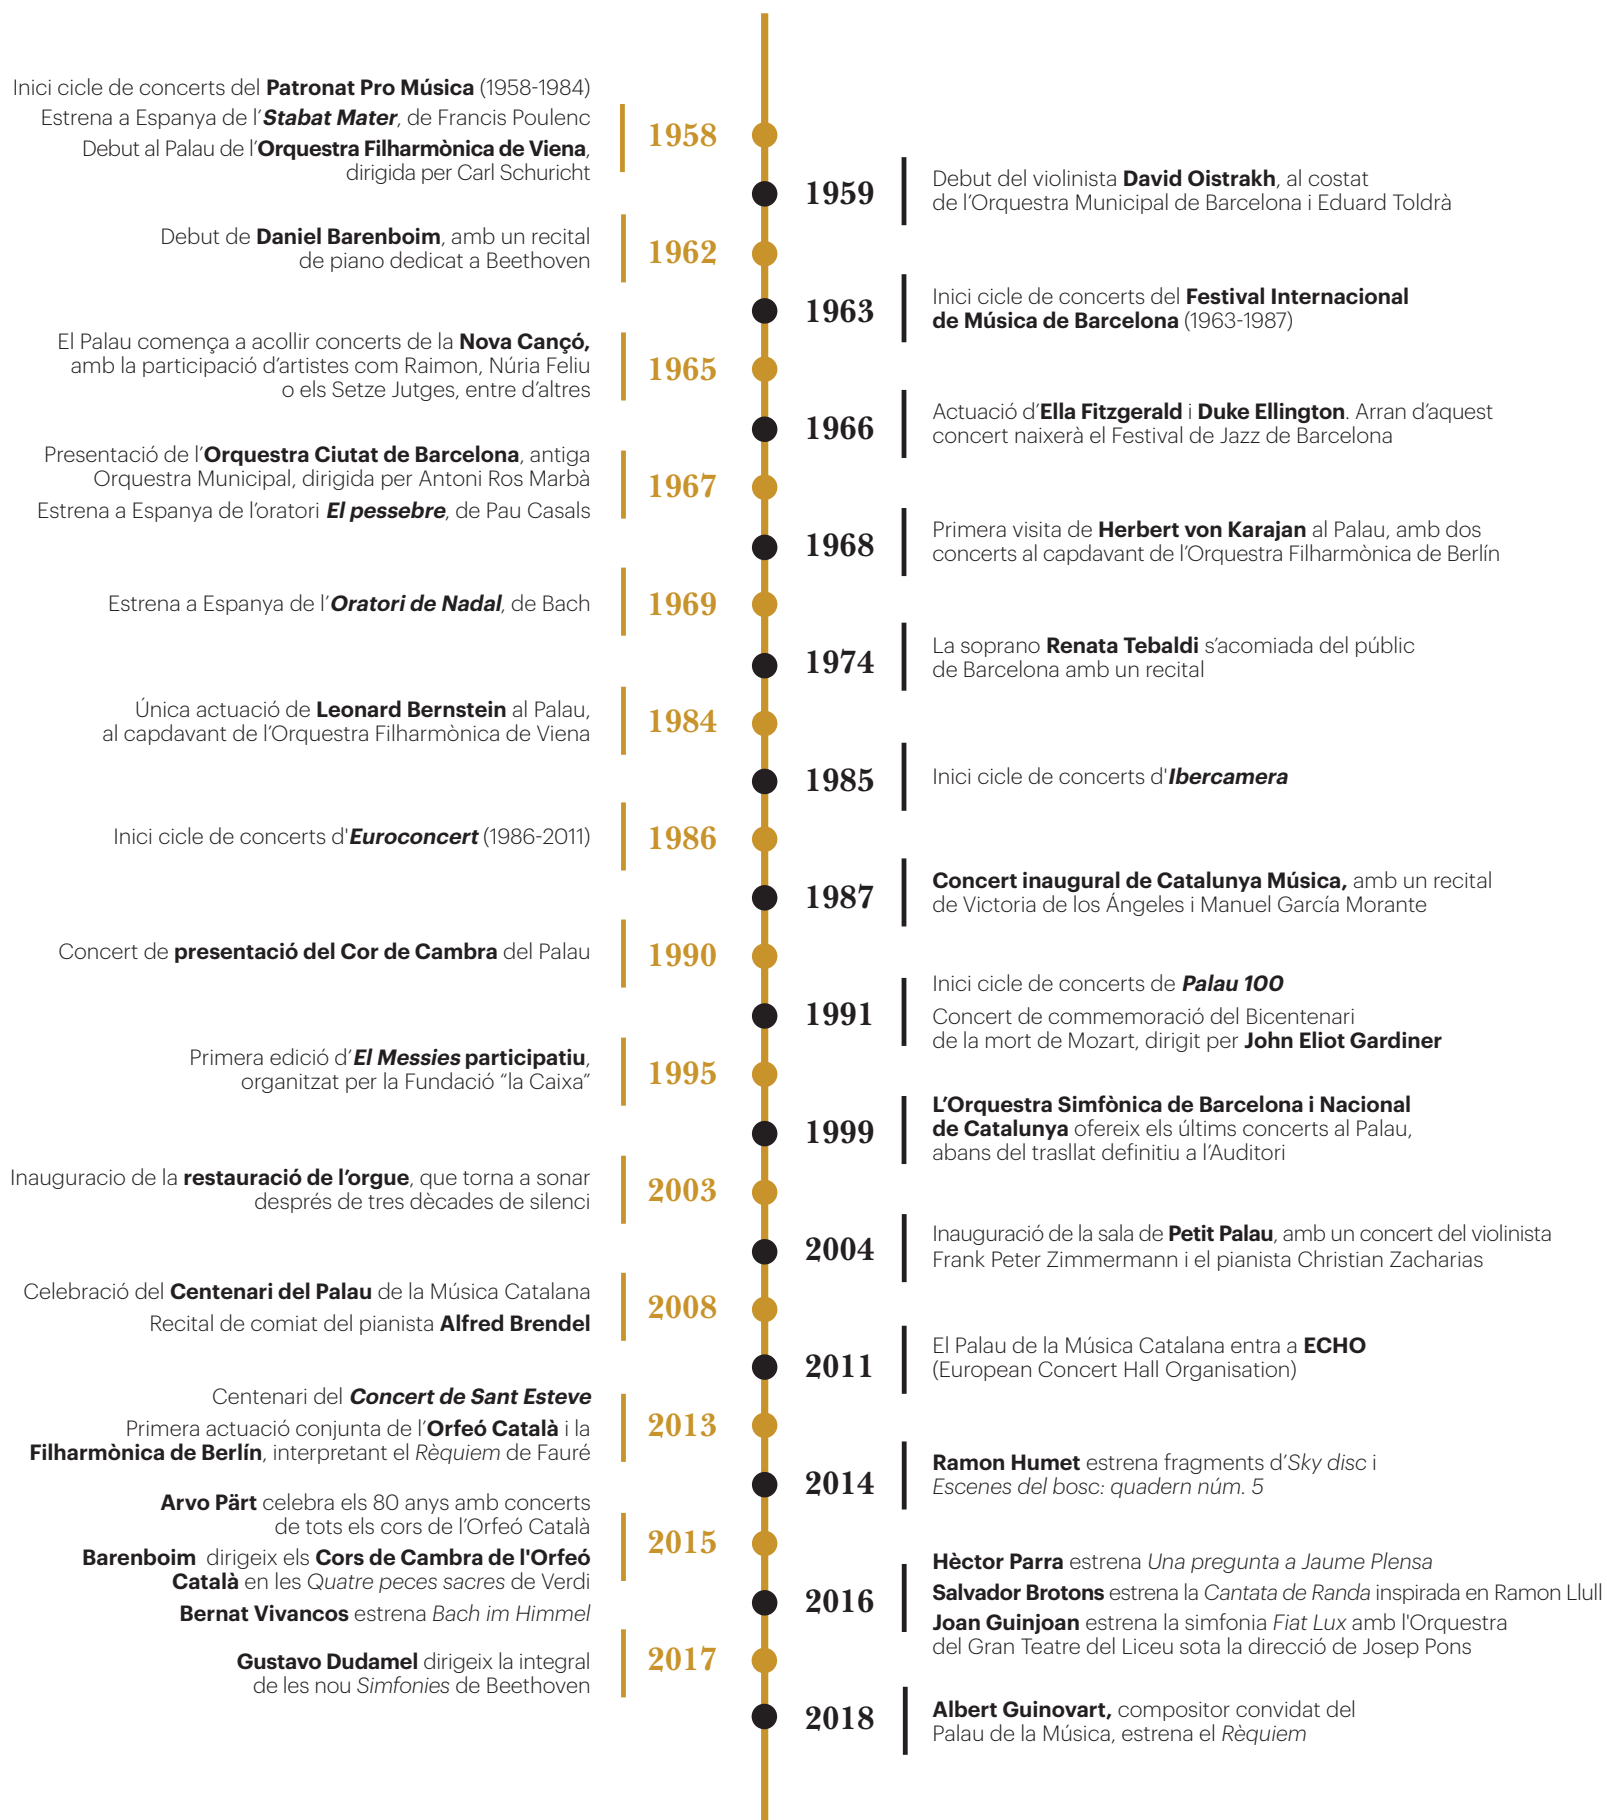 Inici cicle de concerts del Patronat Pro Música (1958-1984)
Estrena a Espanya de l’Stabat Mater, de Francis Poulenc
Debut al Palau de l’Orquestra Filharmònica de Viena,
dirigida per Carl Schuricht
1958
1959
Debut del violinista David Oistrakh, al costat
de l’Orquestra Municipal de Barcelona i Eduard Toldrà
Debut de Daniel Barenboim, amb un recital
de piano dedicat a Beethoven
1962
1963
Inici cicle de concerts del Festival Internacional
de Música de Barcelona (1963-1987)
El Palau comença a acollir concerts de la Nova Cançó,
amb la participació d’artistes com Raimon, Núria Feliu
o els Setze Jutges, entre d’altres
1965
1966
Actuació d’Ella Fitzgerald i Duke Ellington. Arran d’aquest
concert naixerà el Festival de Jazz de Barcelona
Presentació de l’Orquestra Ciutat de Barcelona, antiga
Orquestra Municipal, dirigida per Antoni Ros Marbà
Estrena a Espanya de l’oratori El pessebre, de Pau Casals
1967
1968
Primera visita de Herbert von Karajan al Palau, amb dos
concerts al capdavant de l’Orquestra Filharmònica de Berlín
Estrena a Espanya de l’Oratori de Nadal, de Bach
1969
1974
La soprano Renata Tebaldi s’acomiada del públic
de Barcelona amb un recital
Única actuació de Leonard Bernstein al Palau,
al capdavant de l’Orquestra Filharmònica de Viena
1984
1985
Inici cicle de concerts d'Ibercamera
Inici cicle de concerts d'Euroconcert (1986-2011)
1986
1987
Concert inaugural de Catalunya Música, amb un recital
de Victoria de los Ángeles i Manuel García Morante
Concert de presentació del Cor de Cambra del Palau
1990
1991
Inici cicle de concerts de Palau 100
Concert de commemoració del Bicentenari
de la mort de Mozart, dirigit per John Eliot Gardiner
Primera edició d’El Messies participatiu,
organitzat per la Fundació “la Caixa”
1995
1999
L’Orquestra Simfònica de Barcelona i Nacional
de Catalunya ofereix els últims concerts al Palau,
abans del trasllat definitiu a l’Auditori
Inauguracio de la restauració de l’orgue, que torna a sonar
després de tres dècades de silenci
2003
2004
Inauguració de la sala de Petit Palau, amb un concert del violinista
Frank Peter Zimmermann i el pianista Christian Zacharias
Celebració del Centenari del Palau de la Música Catalana
Recital de comiat del pianista Alfred Brendel
2008
2011
El Palau de la Música Catalana entra a ECHO
(European Concert Hall Organisation)
Centenari del Concert de Sant Esteve
Primera actuació conjunta de l’Orfeó Català i la
Filharmònica de Berlín, interpretant el Rèquiem de Fauré
2013
2014
Ramon Humet estrena fragments d’Sky disc i
Escenes del bosc: quadern núm. 5
Arvo Pärt celebra els 80 anys amb concerts
de tots els cors de l’Orfeó Català
Barenboim dirigeix els Cors de Cambra de l'Orfeó
Català en les Quatre peces sacres de Verdi
Bernat Vivancos estrena Bach im Himmel
2015
2016
Hèctor Parra estrena Una pregunta a Jaume Plensa
Salvador Brotons estrena la Cantata de Randa inspirada en Ramon Llull
Joan Guinjoan estrena la simfonia Fiat Lux amb l'Orquestra
del Gran Teatre del Liceu sota la direcció de Josep Pons
Gustavo Dudamel dirigeix la integral
de les nou Simfonies de Beethoven
2017
2018
Albert Guinovart, compositor convidat del
Palau de la Música, estrena el Rèquiem